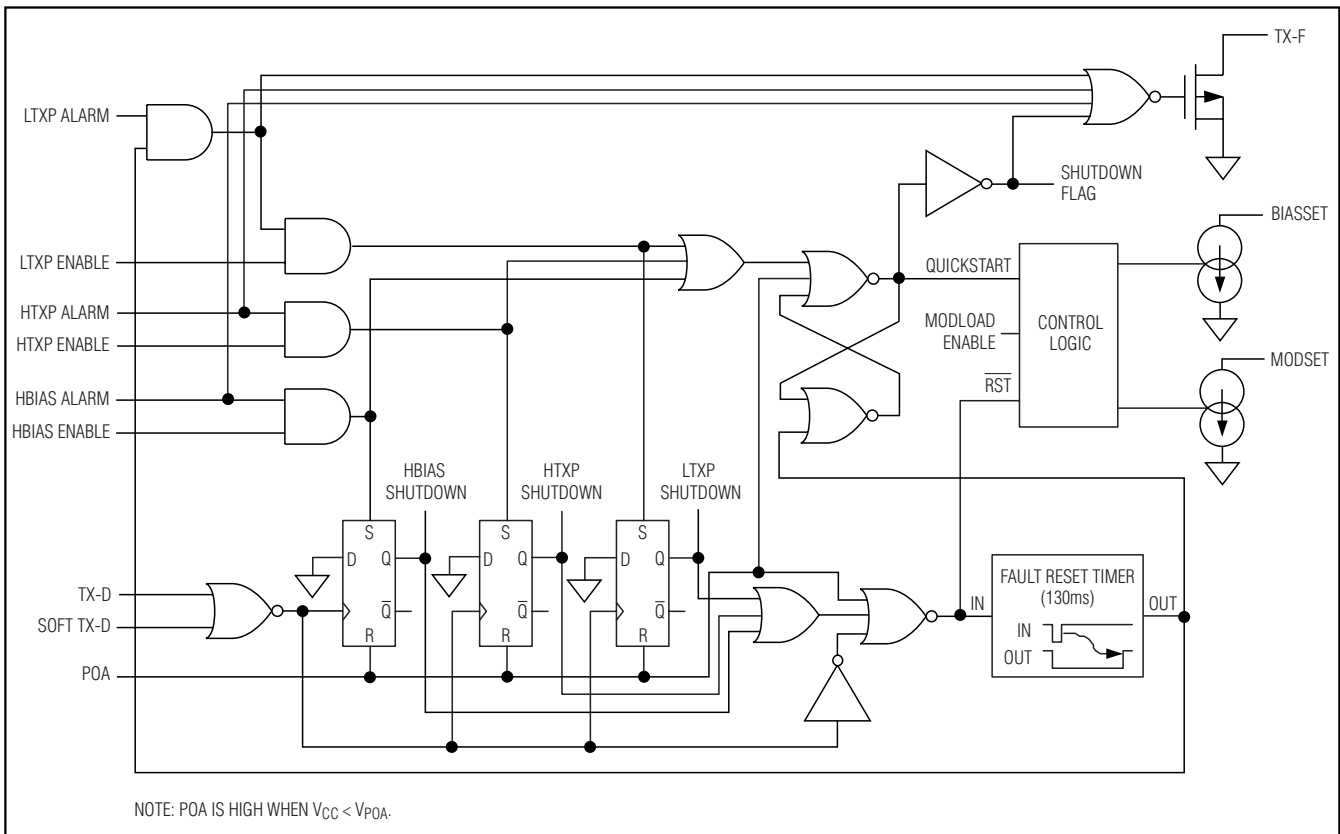 TX-F
LTXP ALARM
SHUTDOWN
FLAG
BIASSET
LTXP ENABLE
QUICKSTART
HTXP ALARM
HTXP ENABLE
MODLOAD
ENABLE
CONTROL
LOGIC
MODSET
RST
HBIAS ALARM
HBIAS ENABLE
HBIAS
SHUTDOWN
HTXP
SHUTDOWN
LTXP
SHUTDOWN
S
D Q
Q
R
S
D Q
Q
R
S
D Q
Q
R
TX-D
SOFT TX-D
POA
IN
FAULT RESET TIMER
(130ms)
IN
OUT
OUT
NOTE: POA IS HIGH WHEN VCC < VPOA.